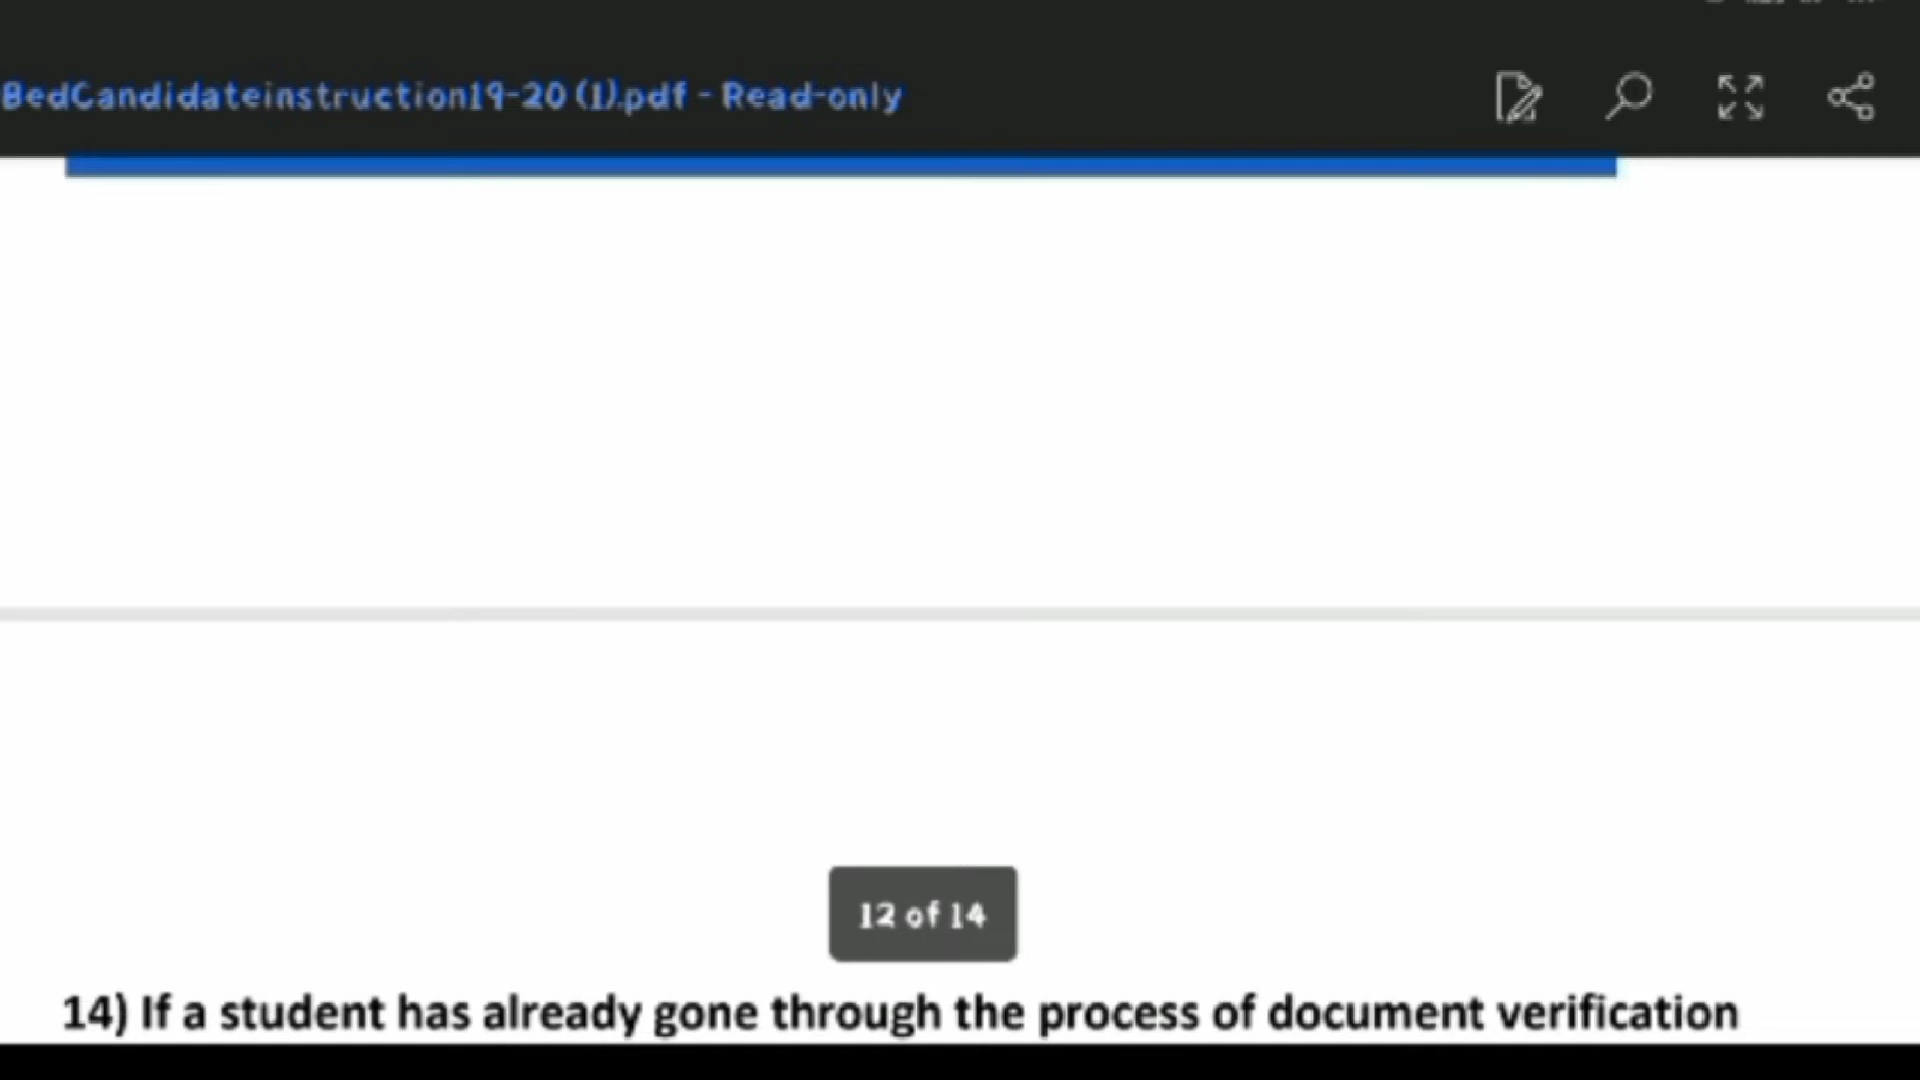 BedCandidateinstruction19-20 (1).pdf - Read-only
12 of 14
14) If a student has already gone through the process of document verification